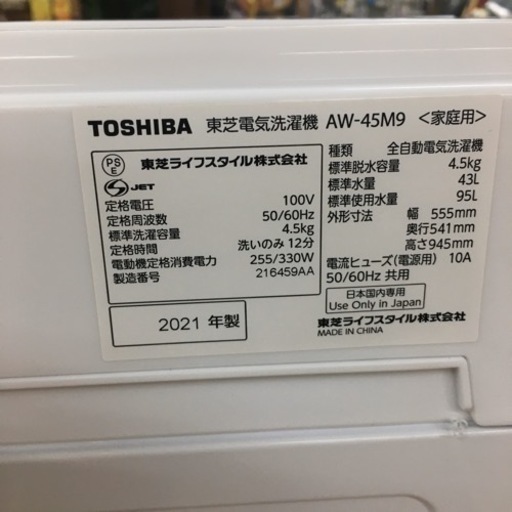 TOSHIBA 東芝電気洗濯機 AW-45M9 <家庭用>
PS
E
東芝ライフスタイル株式会社
S JET
定格電圧 100V
定格周波数 50/60Hz
標準洗濯容量 4.5kg
定格時間 洗いのみ 12分
電動機定格消費電力 255/330W
製造番号 216459AA
2021 年製
種類 全自動電気洗濯機
標準脱水容量 4.5kg
標準水量 43L
標準使用水量 95L
外形寸法 幅 555mm
奥行541mm
高さ945mm
電流ヒューズ(電源用) 10A
50/60Hz 共用
日本国内専用
Use Only in Japan
東芝ライフスタイル株式会社
MADE IN CHINA